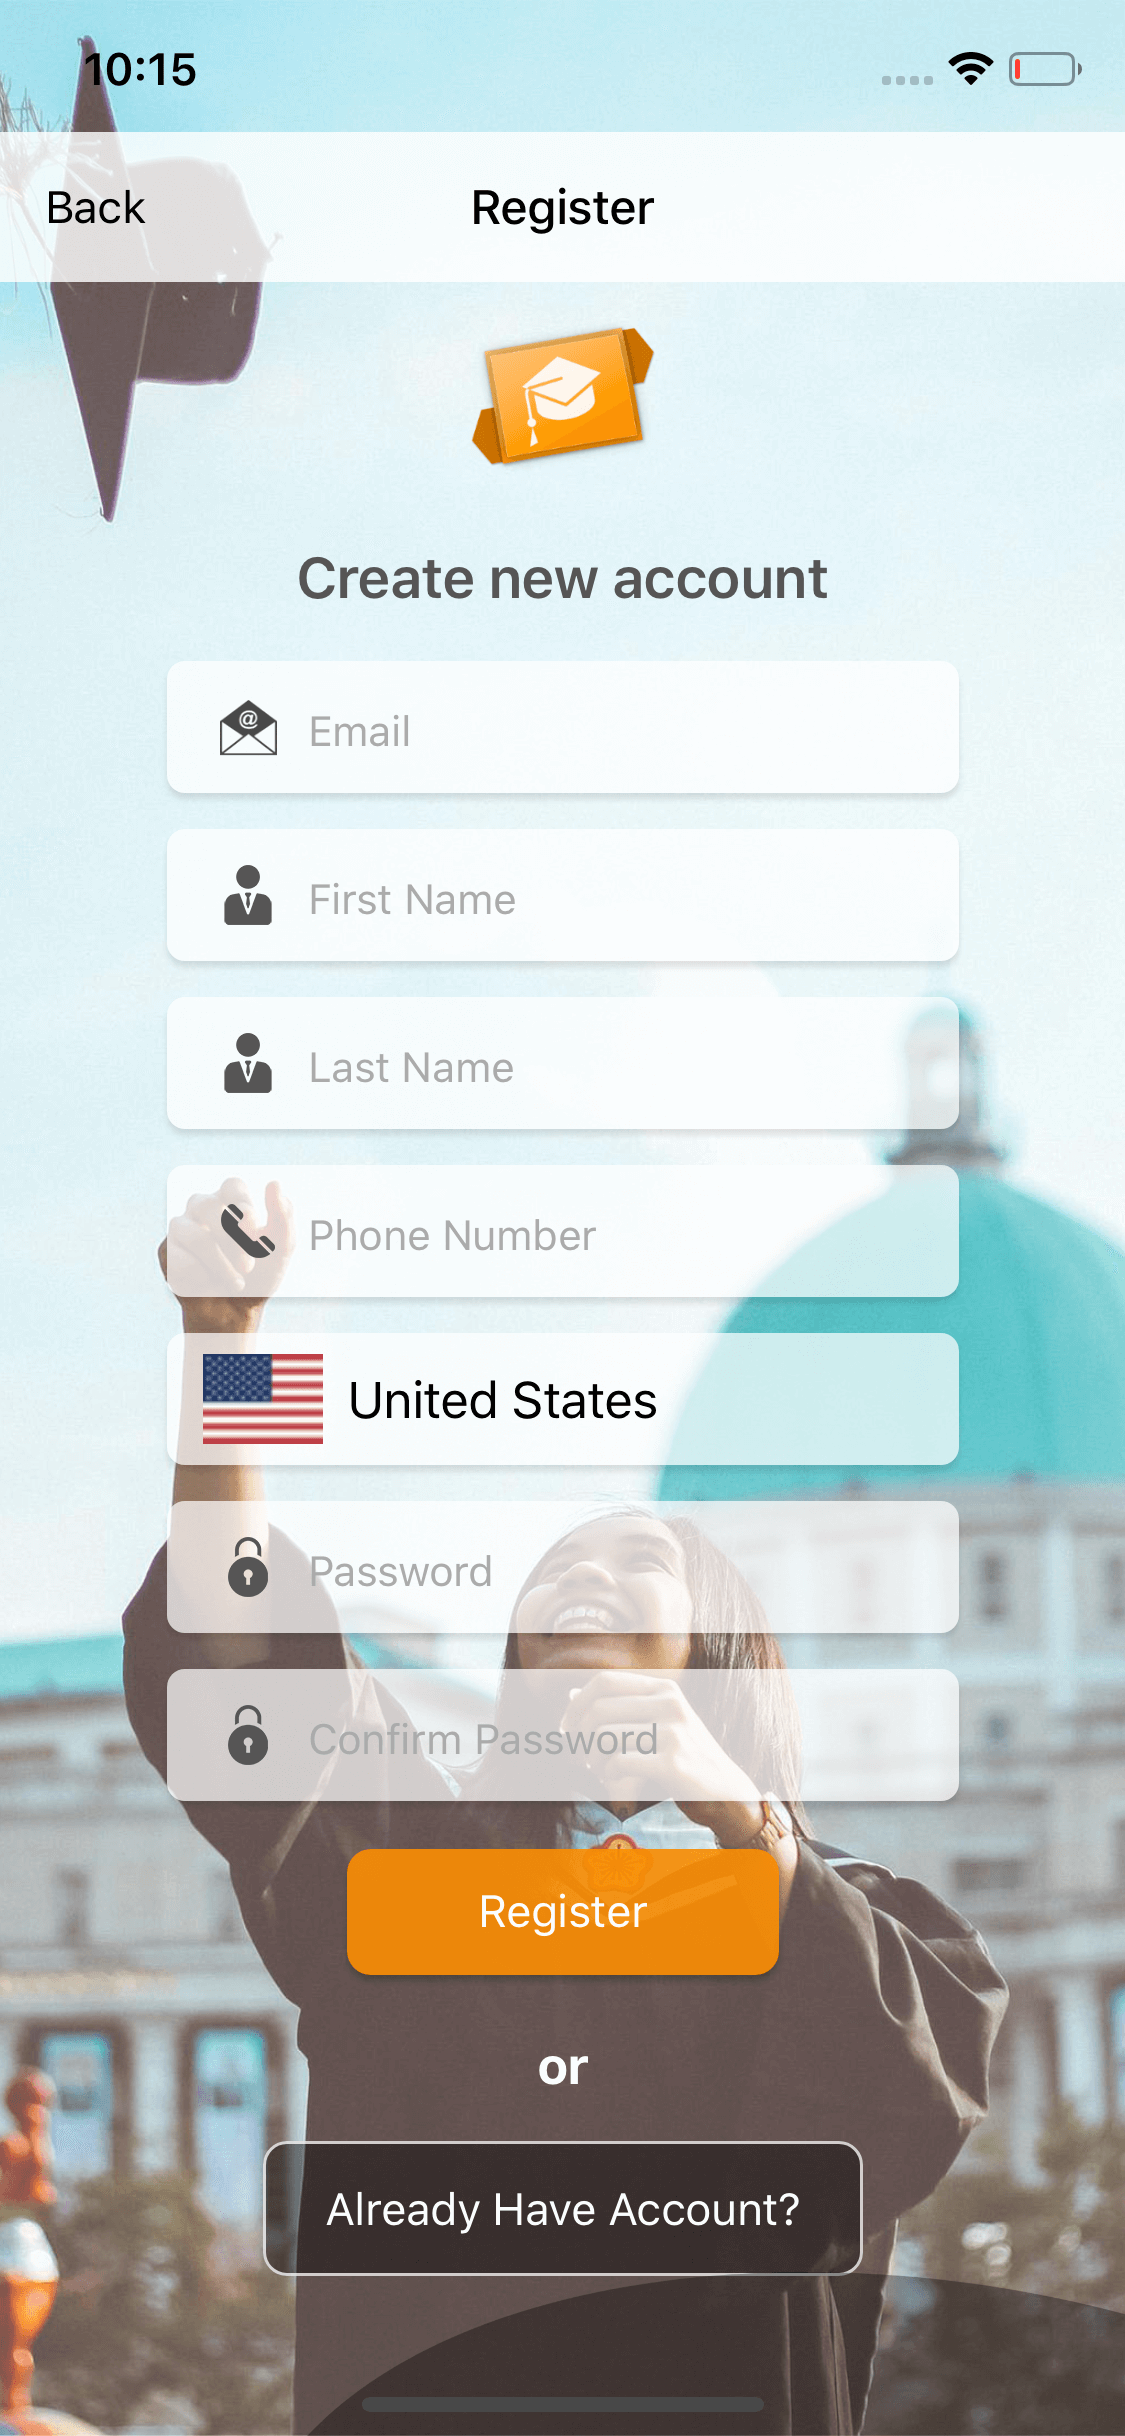 10:15
Back
Register
Create new account
@ Email
First Name
Last Name
Phone Number
United States
Password
Confirm Password
Register
or
Already Have Account?